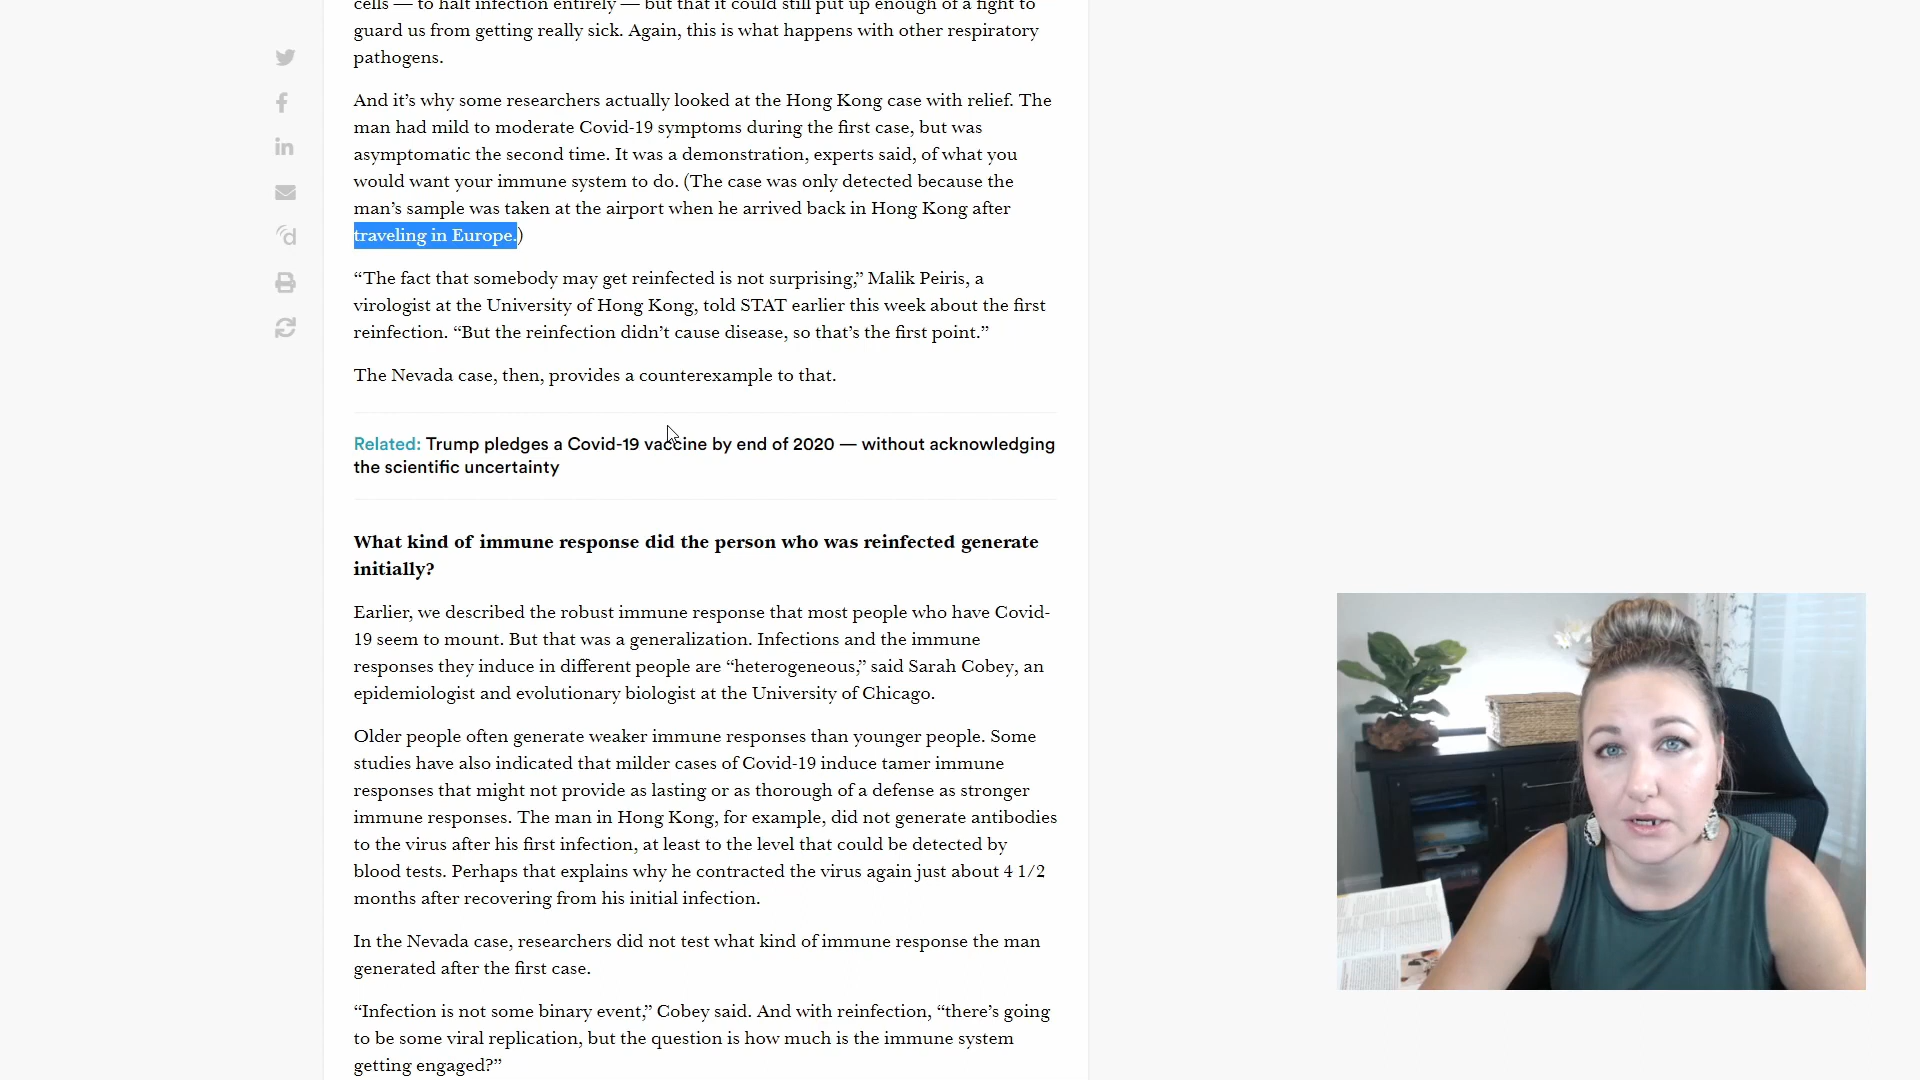 cells — to halt infection entirely — but that it could still put up enough of a fight to
guard us from getting really sick. Again, this is what happens with other respiratory
pathogens.
And it’s why some researchers actually looked at the Hong Kong case with relief. The
man had mild to moderate Covid-19 symptoms during the first case, but was
asymptomatic the second time. It was a demonstration, experts said, of what you
would want your immune system to do. (The case was only detected because the
man’s sample was taken at the airport when he arrived back in Hong Kong after
traveling in Europe.)
“The fact that somebody may get reinfected is not surprising,” Malik Peiris, a
virologist at the University of Hong Kong, told STAT earlier this week about the first
reinfection. “But the reinfection didn’t cause disease, so that’s the first point.”
The Nevada case, then, provides a counterexample to that.
Related: Trump pledges a Covid-19 vaccine by end of 2020 — without acknowledging
the scientific uncertainty
What kind of immune response did the person who was reinfected generate
initially?
Earlier, we described the robust immune response that most people who have Covid-
19 seem to mount. But that was a generalization. Infections and the immune
responses they induce in different people are “heterogeneous,” said Sarah Cobey, an
epidemiologist and evolutionary biologist at the University of Chicago.
Older people often generate weaker immune responses than younger people. Some
studies have also indicated that milder cases of Covid-19 induce tamer immune
responses that might not provide as lasting or as thorough of a defense as stronger
immune responses. The man in Hong Kong, for example, did not generate antibodies
to the virus after his first infection, at least to the level that could be detected by
blood tests. Perhaps that explains why he contracted the virus again just about 4 1/2
months after recovering from his initial infection.
In the Nevada case, researchers did not test what kind of immune response the man
generated after the first case.
“Infection is not some binary event,” Cobey said. And with reinfection, “there’s going
to be some viral replication, but the question is how much is the immune system
getting engaged?”